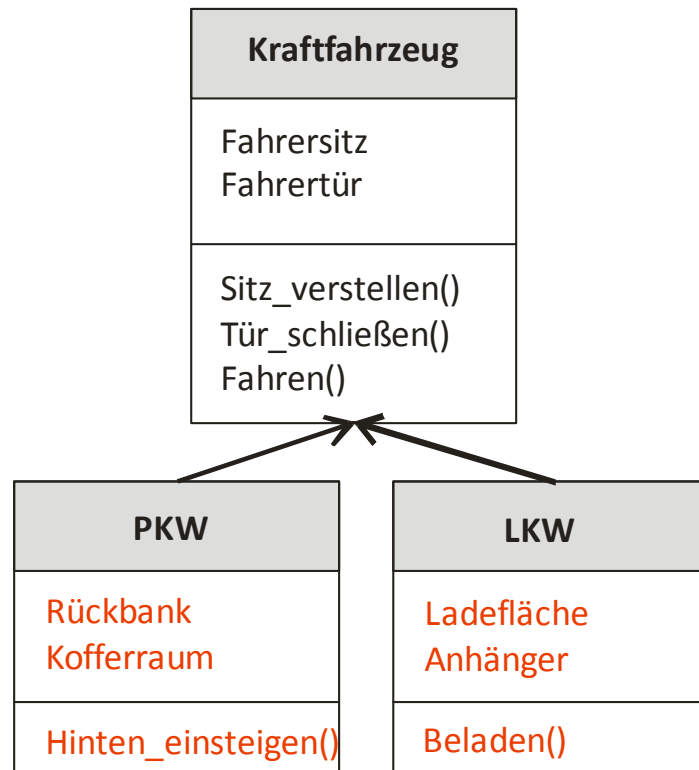 Kraftfahrzeug
Fahrersitz
Fahrertür
Sitz_verstellen()
Tür_schließen()
Fahren()
PKW
Rückbank
Kofferraum
Hinten_einsteigen()
LKW
Ladefläche
Anhänger
Beladen()